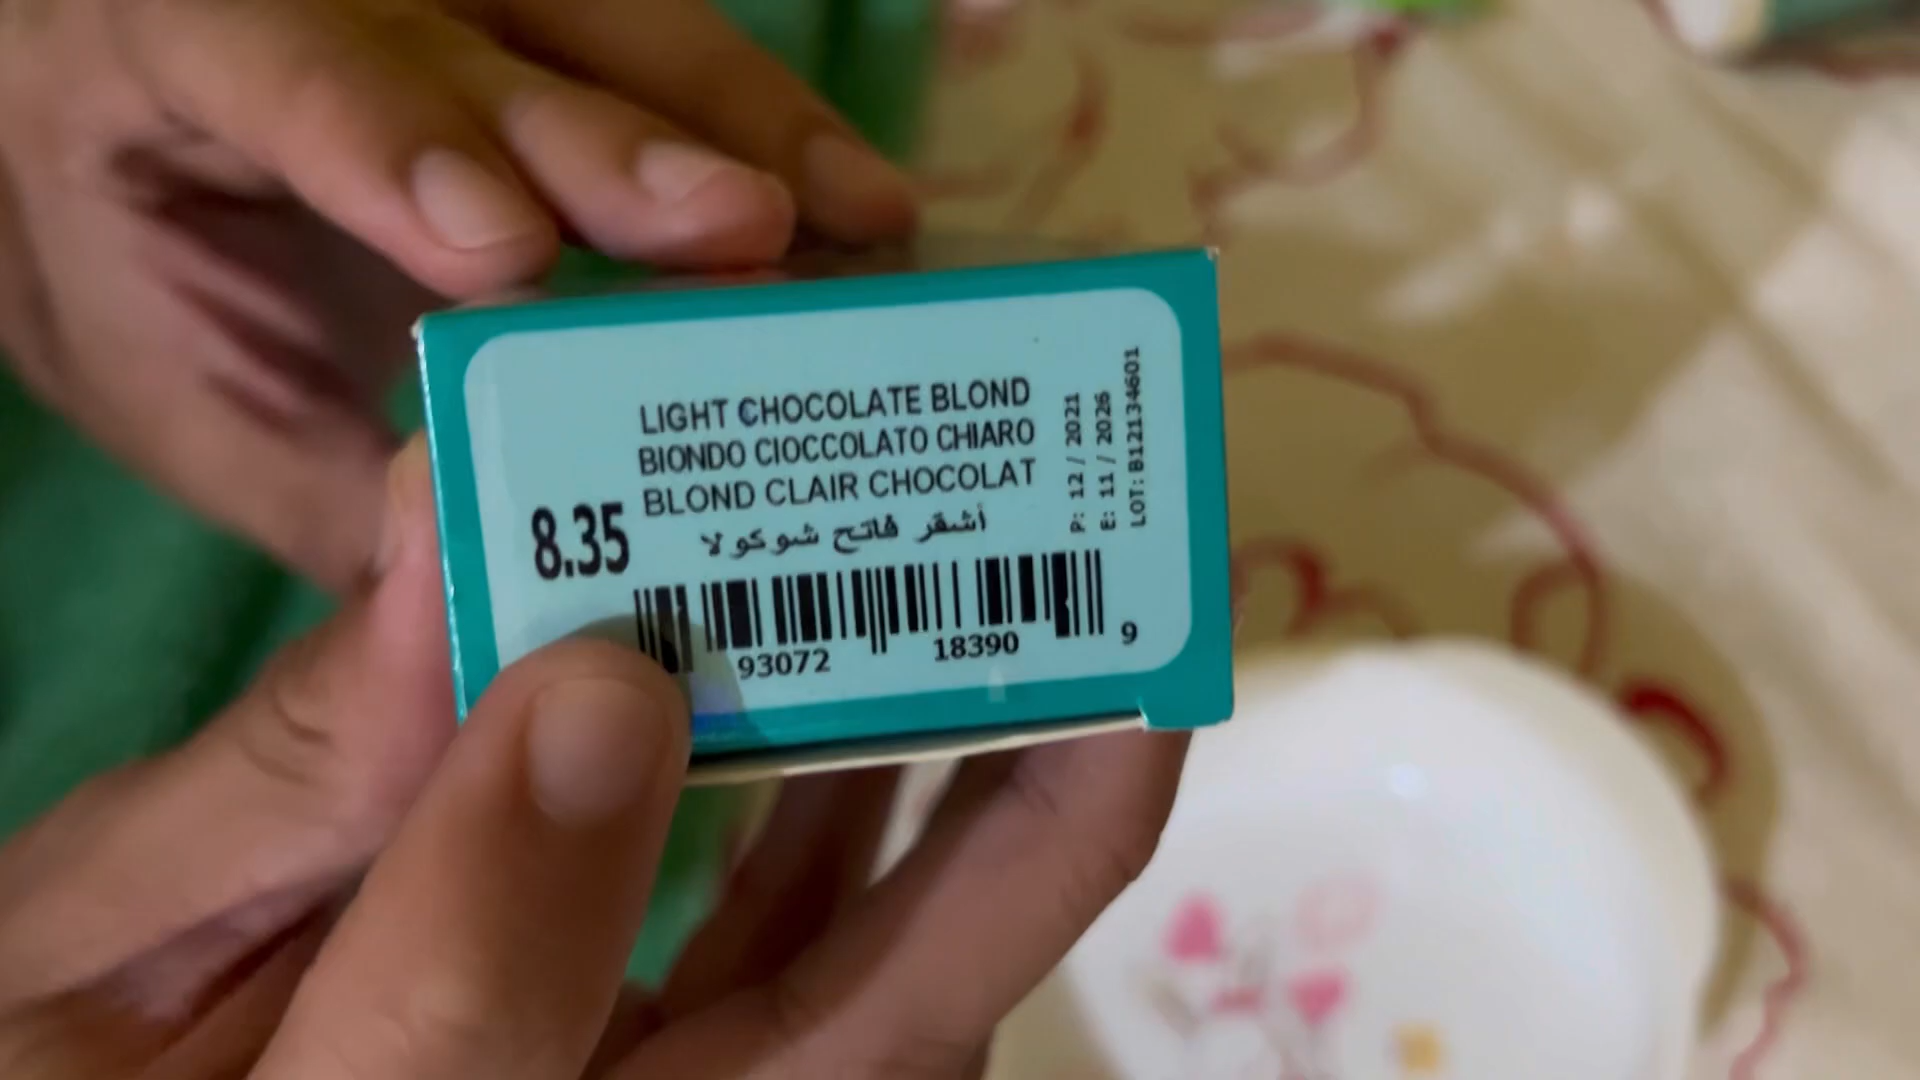 LIGHT CHOCOLATE BLOND
BIONDO CIOCCOLATO CHIARO
BLOND CLAIR CHOCOLAT
أشقر فاتح شوكولا
8.35
93072 18390 9
P: 12 / 2021
E: 11 / 2026
LOT: B12134601